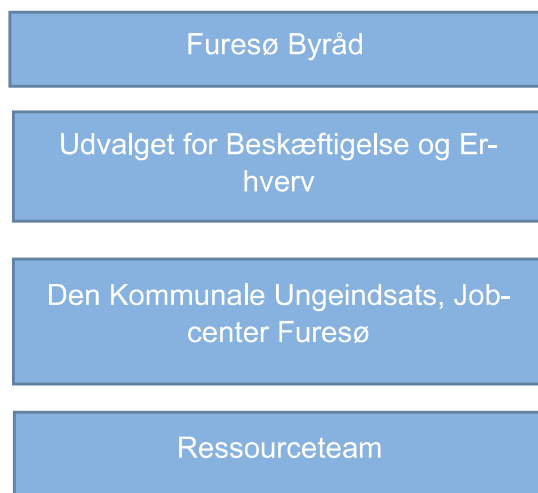 Furesø Byråd
Udvalget for Beskæftigelse og Er-
hverv
Den Kommunale Ungeindsats, Job-
center Furesø
Ressourceteam